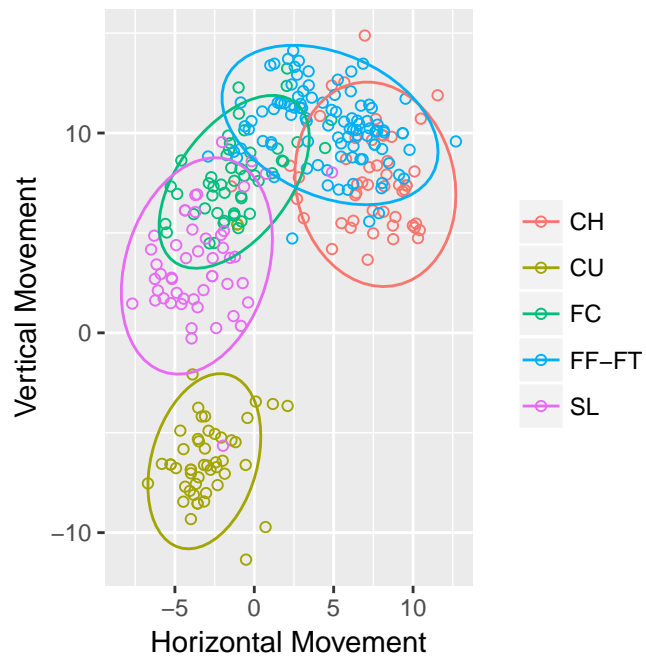 Vertical Movement
10
0
−10
−5
0
5
10
Horizontal Movement
CH
CU
FC
FF−FT
SL